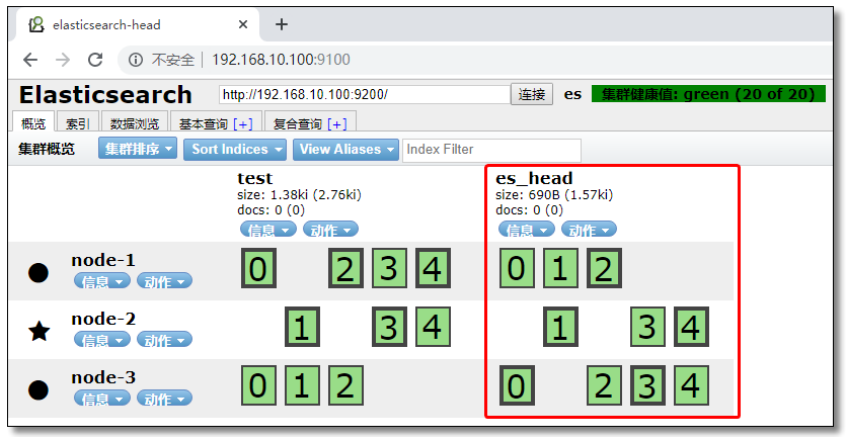 elasticsearch-head × +
不安全 | 192.168.10.100:9100
Elasticsearch http://192.168.10.100:9200/ 连接 es 集群健康值: green (20 of 20)
概览 索引 数据浏览 基本查询 [+] 复合查询 [+]
集群概览 集群排序 Sort Indices View Aliases Index Filter
test es_head
size: 1.38ki (2.76ki) size: 690B (1.57ki)
docs: 0 (0) docs: 0 (0)
信息 动作 信息 动作
node-1 0 2 3 4 0 1 2
信息 动作
node-2 1 3 4 1 3 4
信息 动作
node-3 0 1 2 0 2 3 4
信息 动作